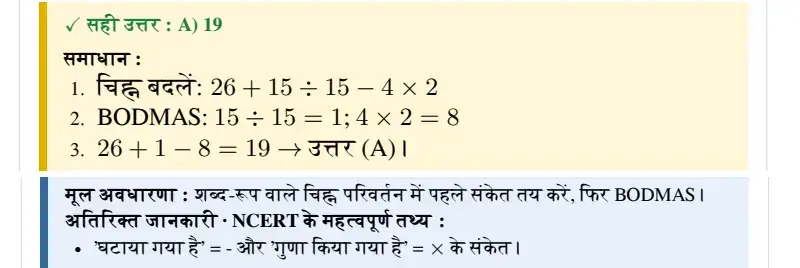 ✓ सही उत्तर : A) 19
समाधान :
1. चिह्न बदलें: 26 + 15 ÷ 15 − 4 × 2
2. BODMAS: 15 ÷ 15 = 1; 4 × 2 = 8
3. 26 + 1 − 8 = 19 → उत्तर (A)।
मूल अवधारणा : शब्द-रूप वाले चिह्न परिवर्तन में पहले संकेत तय करें, फिर BODMAS।
अतिरिक्त जानकारी · NCERT के महत्वपूर्ण तथ्य :
• 'घटाया गया है' = - और 'गुणा किया गया है' = × के संकेत।